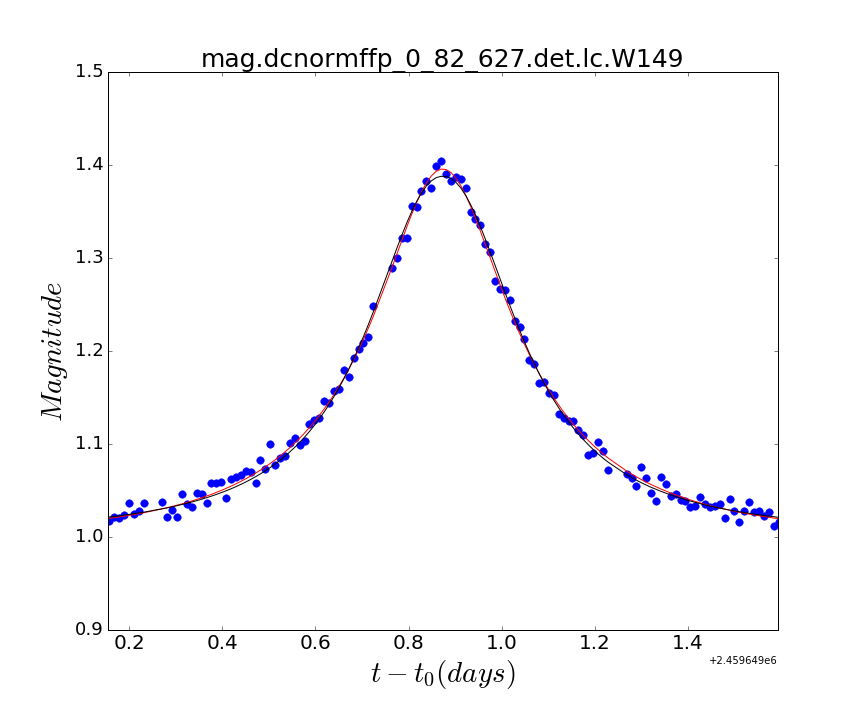 mag.dcnormffp_0_82_627.det.lc.W149
1.5
1.4
1.3
1.2
1.1
1.0
0.9
Magnitude
0.2 0.4 0.6 0.8 1.0 1.2 1.4
+2.459649e6
t − t₀(days)